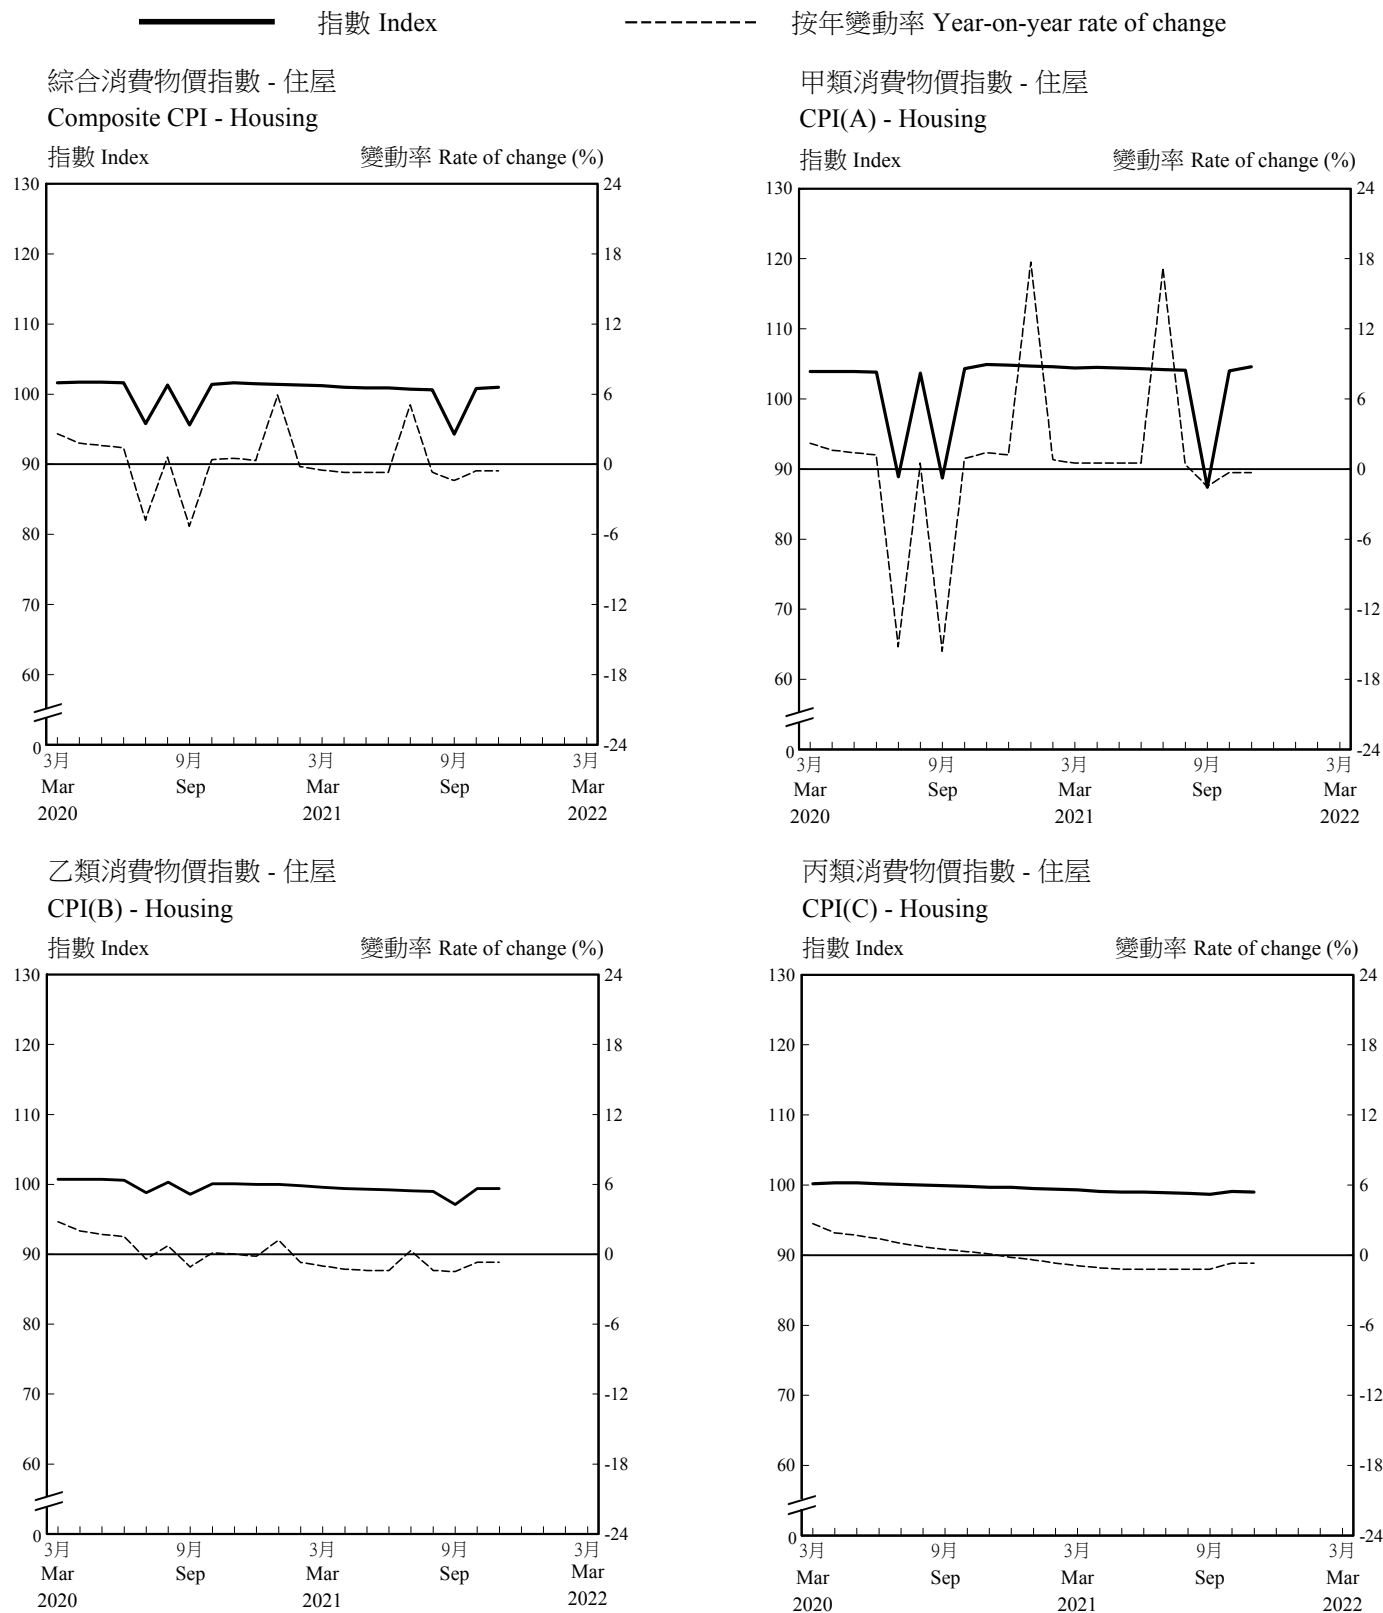 指數 Index 按年變動率 Year-on-year rate of change
綜合消費物價指數 - 住屋
Composite CPI - Housing
指數 Index 變動率 Rate of change (%)
130 24
120 18
110 12
100 6
90 0
80 -6
70 -12
60 -18
0 -24
3月 9月 3月 9月 3月
Mar Sep Mar Sep Mar
2020 2021 2022
甲類消費物價指數 - 住屋
CPI(A) - Housing
指數 Index 變動率 Rate of change (%)
130 24
120 18
110 12
100 6
90 0
80 -6
70 -12
60 -18
0 -24
3月 9月 3月 9月 3月
Mar Sep Mar Sep Mar
2020 2021 2022
乙類消費物價指數 - 住屋
CPI(B) - Housing
指數 Index 變動率 Rate of change (%)
130 24
120 18
110 12
100 6
90 0
80 -6
70 -12
60 -18
0 -24
3月 9月 3月 9月 3月
Mar Sep Mar Sep Mar
2020 2021 2022
丙類消費物價指數 - 住屋
CPI(C) - Housing
指數 Index 變動率 Rate of change (%)
130 24
120 18
110 12
100 6
90 0
80 -6
70 -12
60 -18
0 -24
3月 9月 3月 9月 3月
Mar Sep Mar Sep Mar
2020 2021 2022